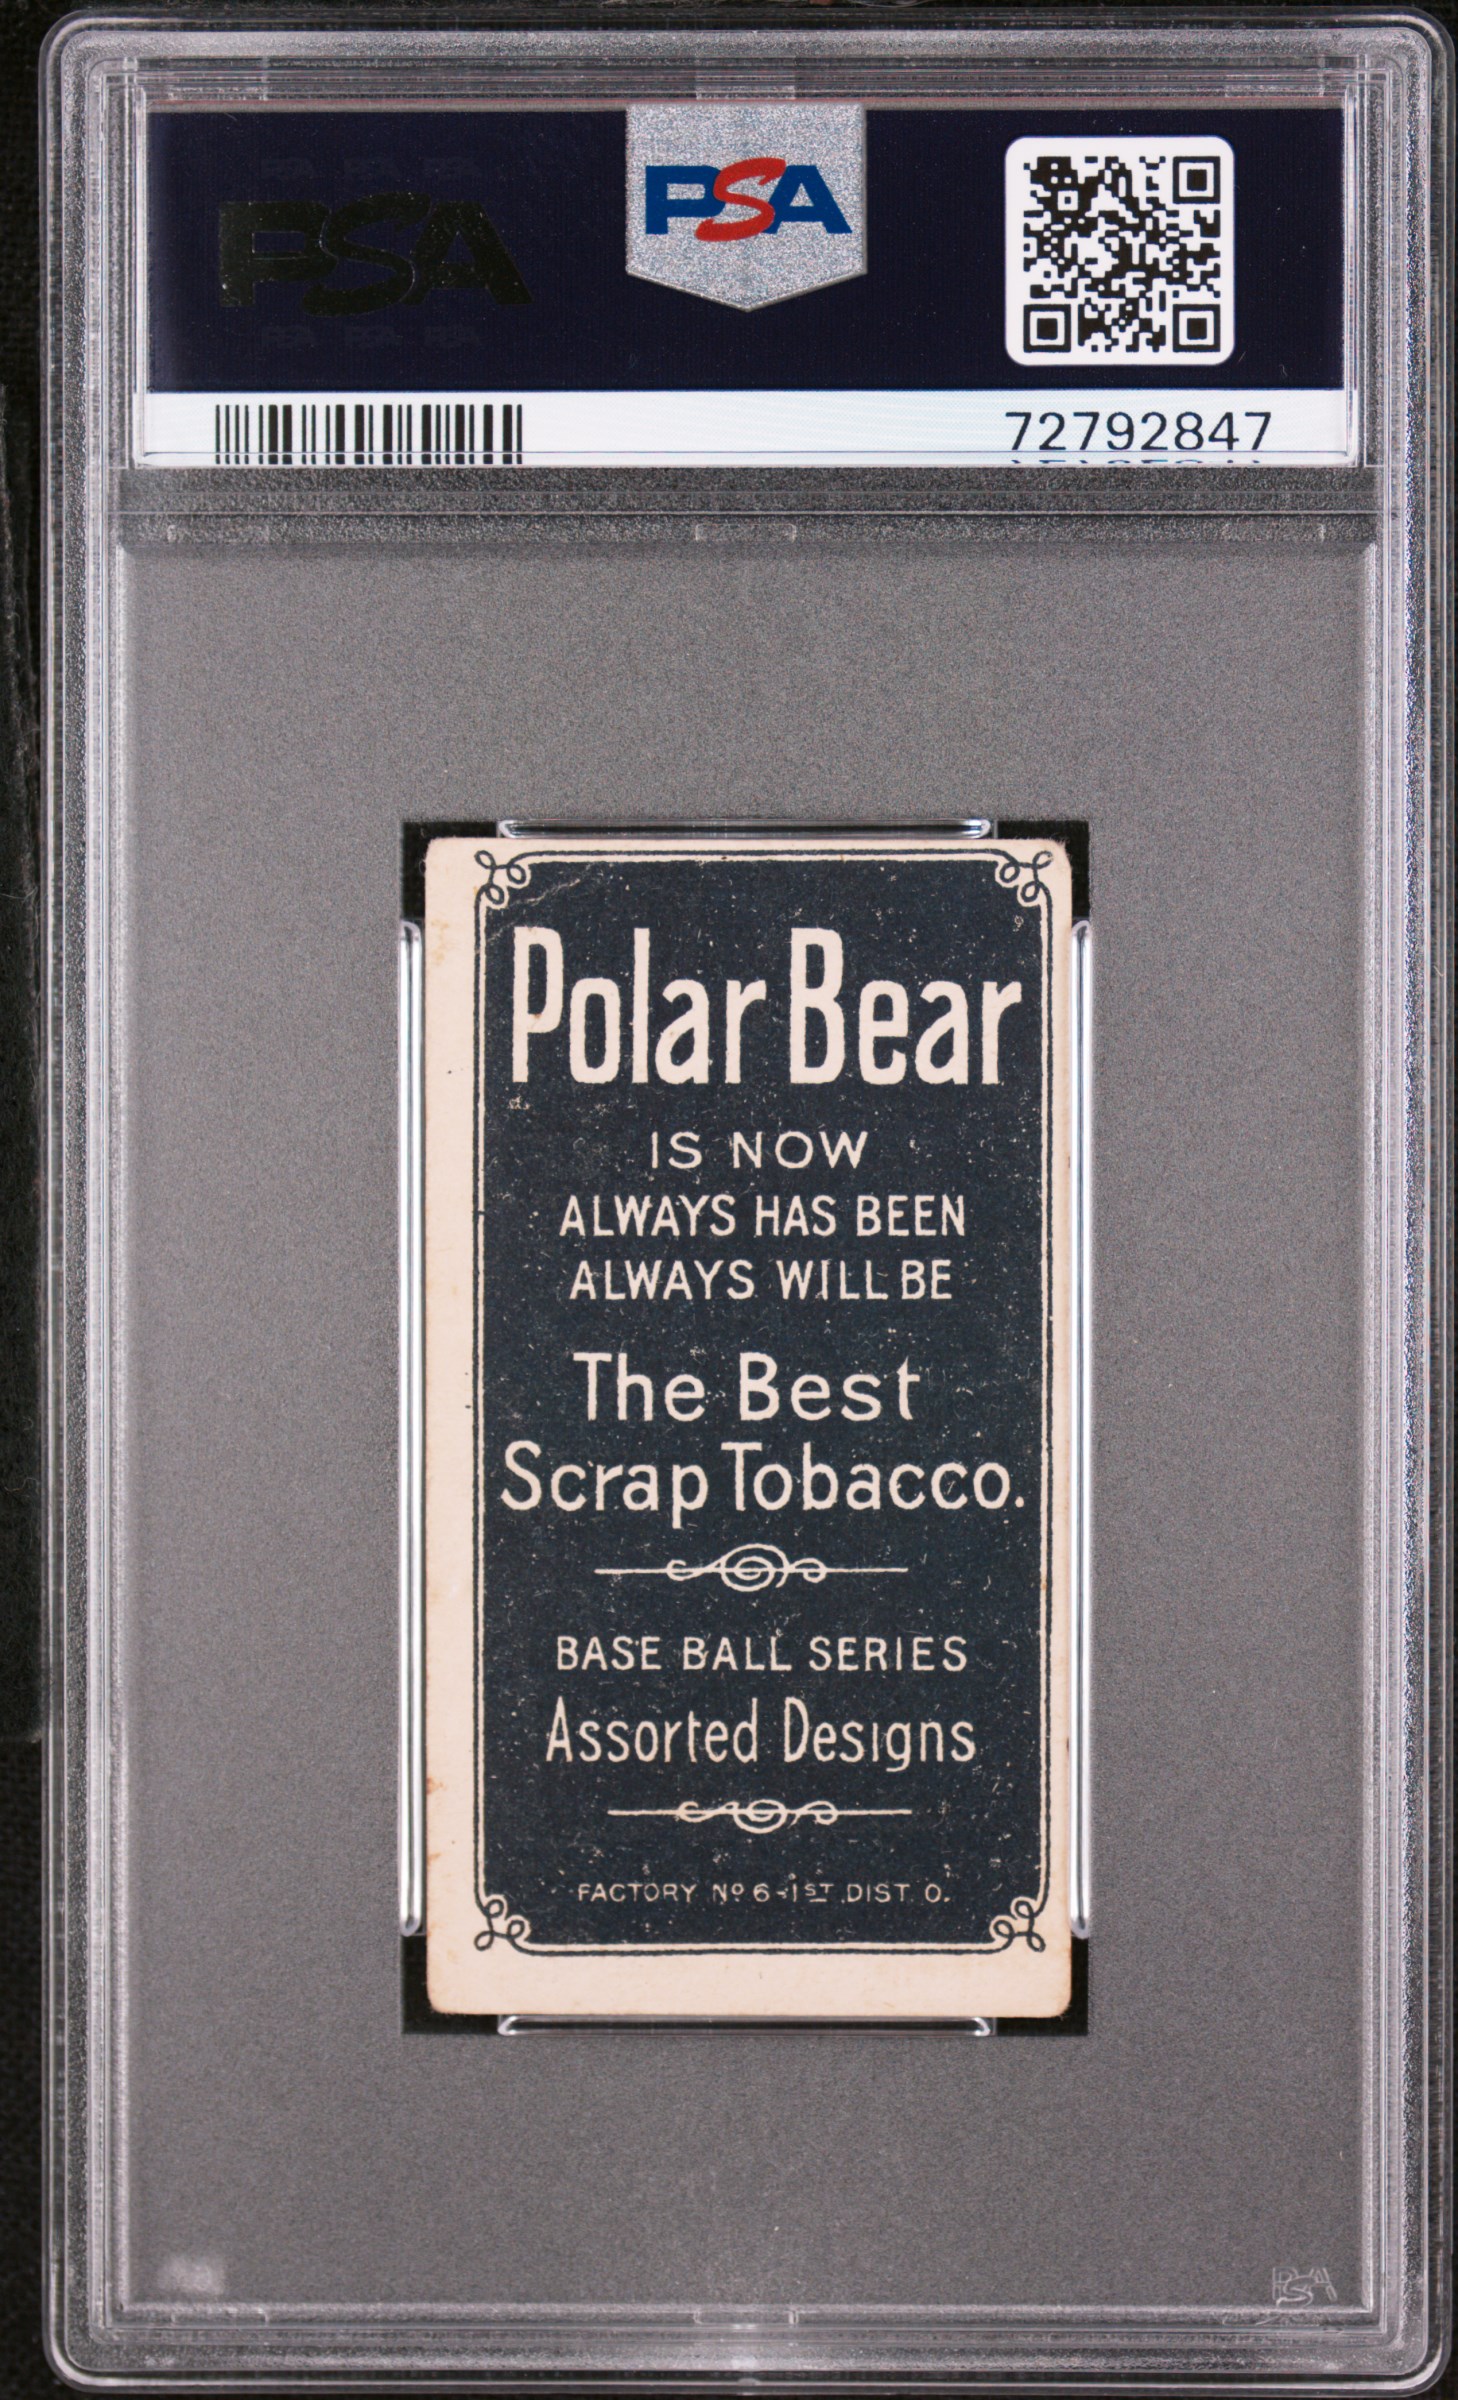 PSA
PSA
72792847
Polar Bear
IS NOW
ALWAYS HAS BEEN
ALWAYS WILL BE
The Best
Scrap Tobacco.
BASE BALL SERIES
Assorted Designs
FACTORY Nº 6-1ST DIST. O.
PSA